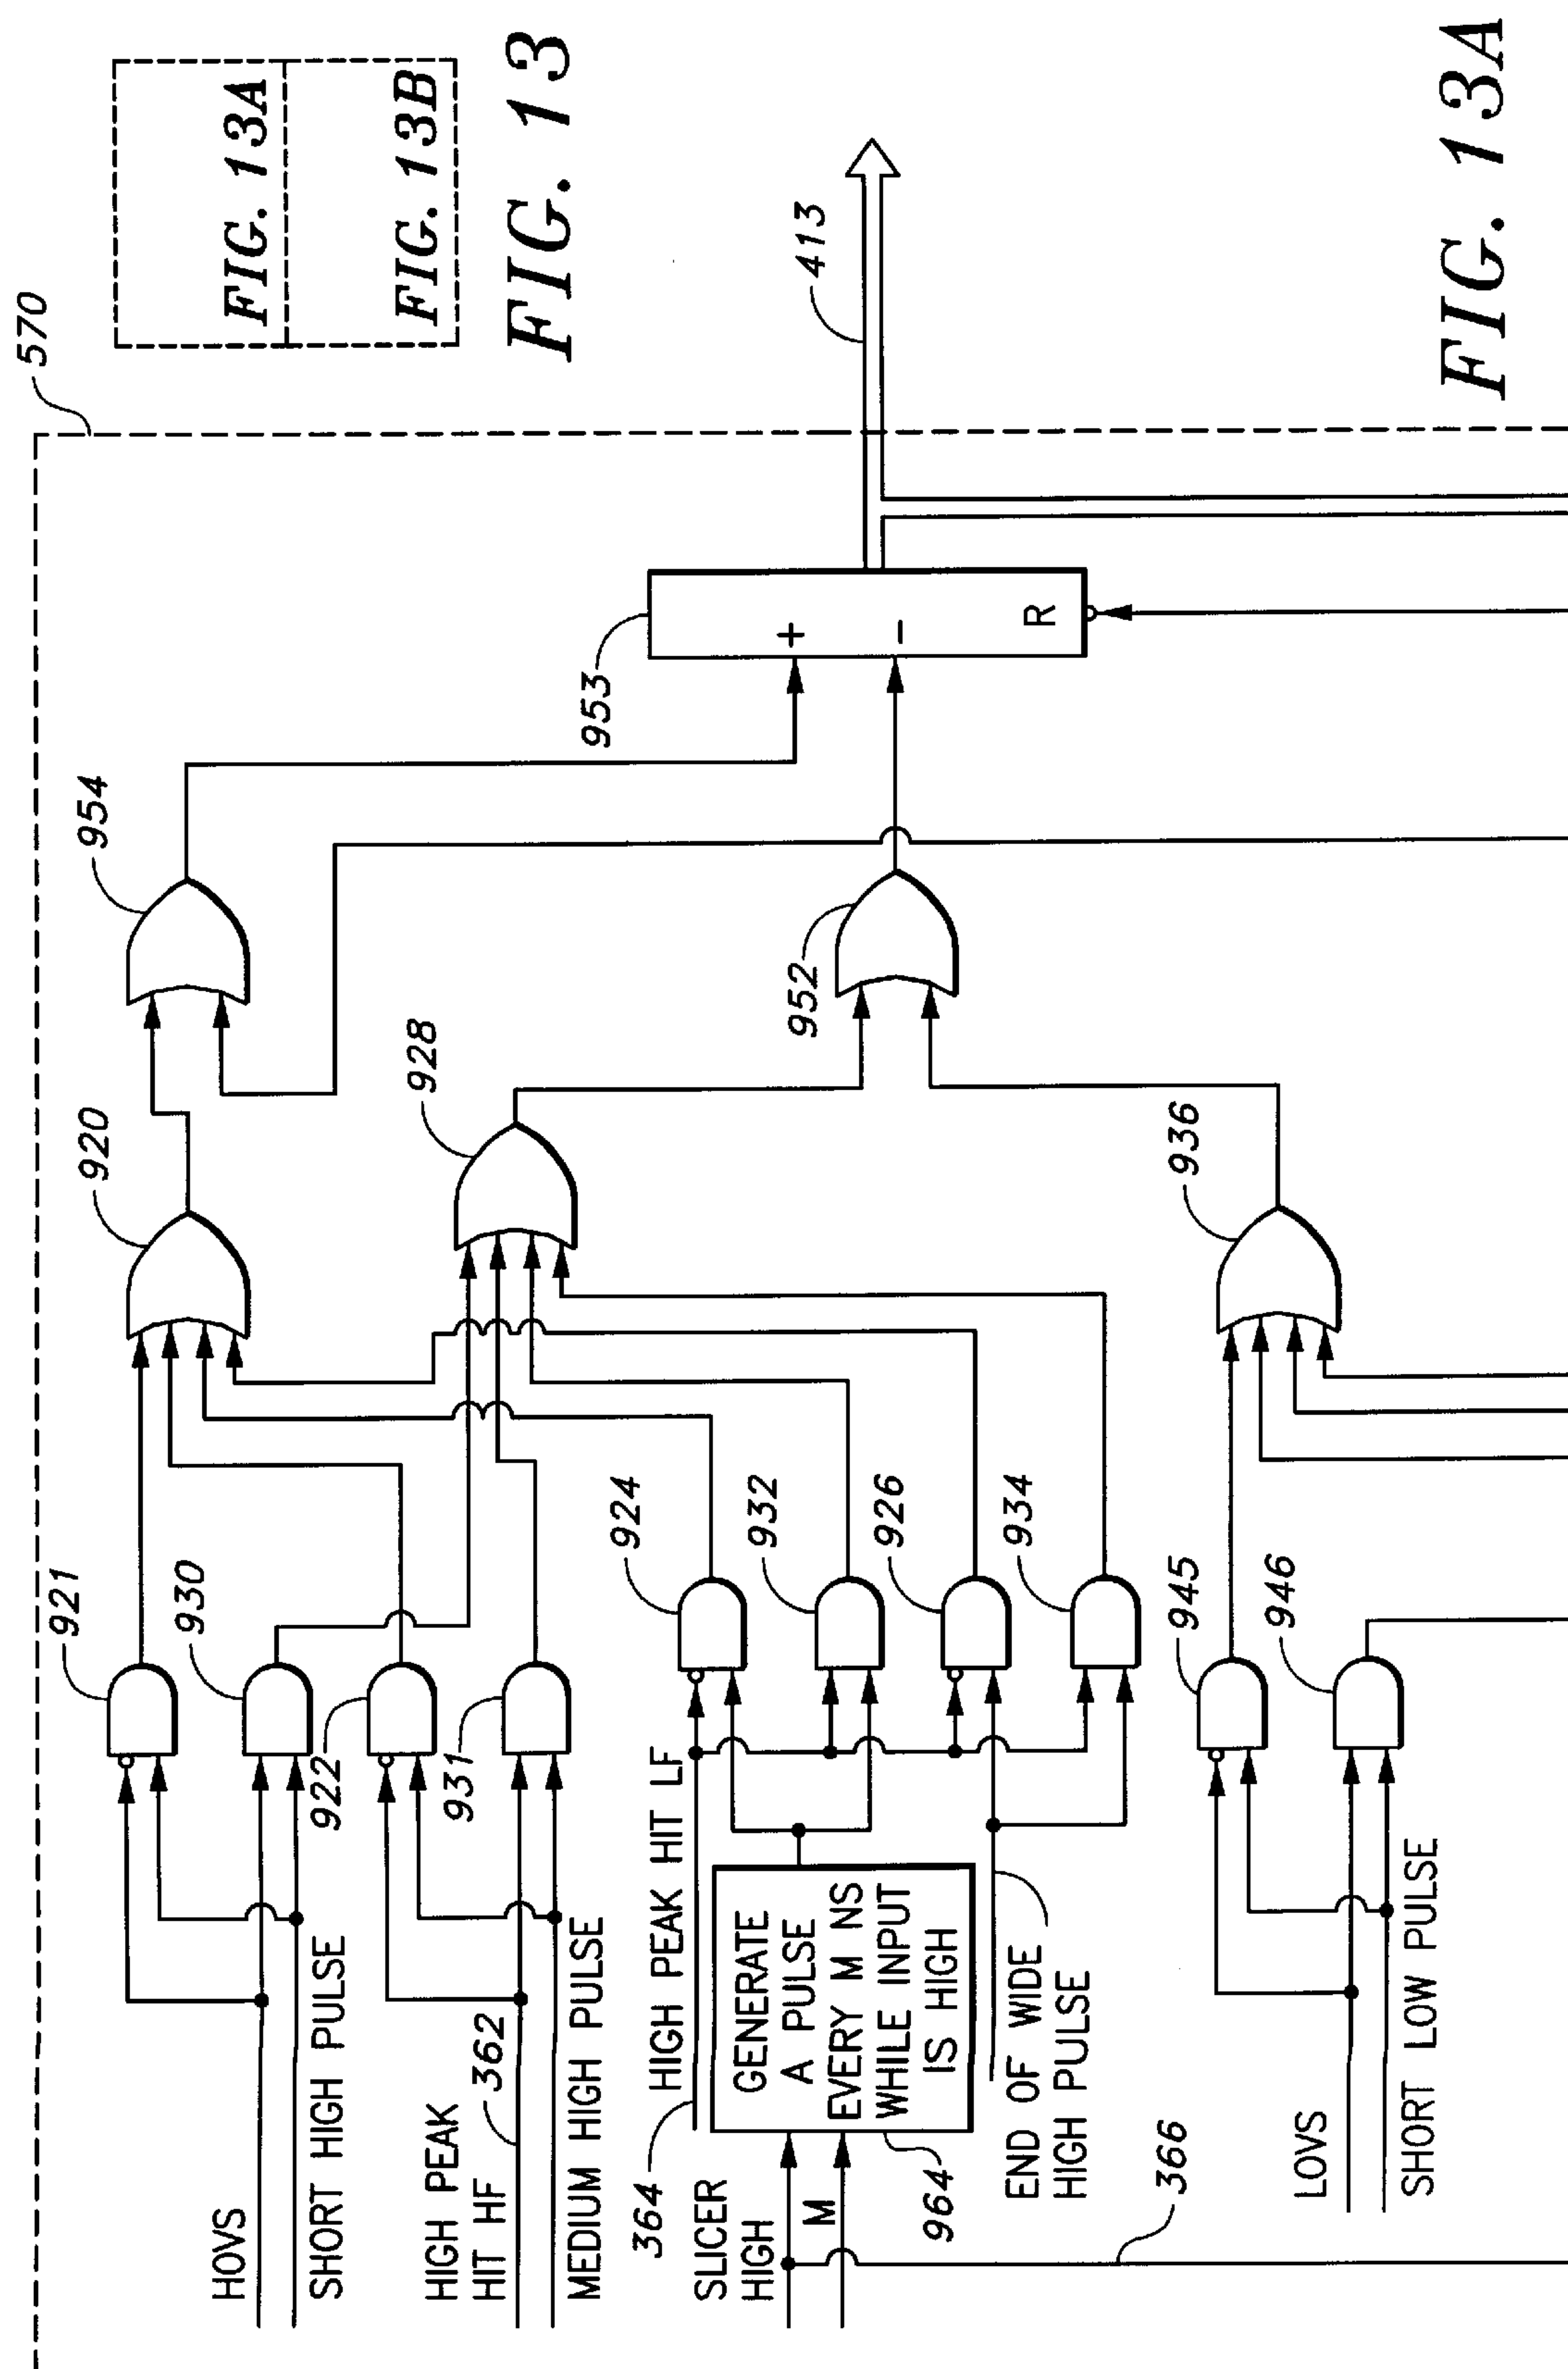 570
FIG. 13A
FIG. 13B
FIG. 13
HOVS
SHORT HIGH PULSE
HIGH PEAK
HIT HF
362
MEDIUM HIGH PULSE
364
HIGH PEAK HIT LF
SLICER
HIGH
M
GENERATE
A PULSE
EVERY M NS
WHILE INPUT
IS HIGH
964
END OF WIDE
HIGH PULSE
366
LOVS
SHORT LOW PULSE
921
930
922
931
924
932
926
934
945
946
920
928
936
954
952
953
+
−
R
413
FIG. 13A